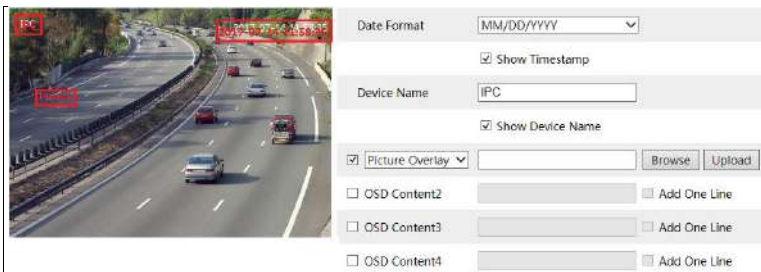 IPC
Date Format MM/DD/YYYY
Show Timestamp
Device Name IPC
Show Device Name
Picture Overlay Browse Upload
OSD Content2 Add One Line
OSD Content3 Add One Line
OSD Content4 Add One Line